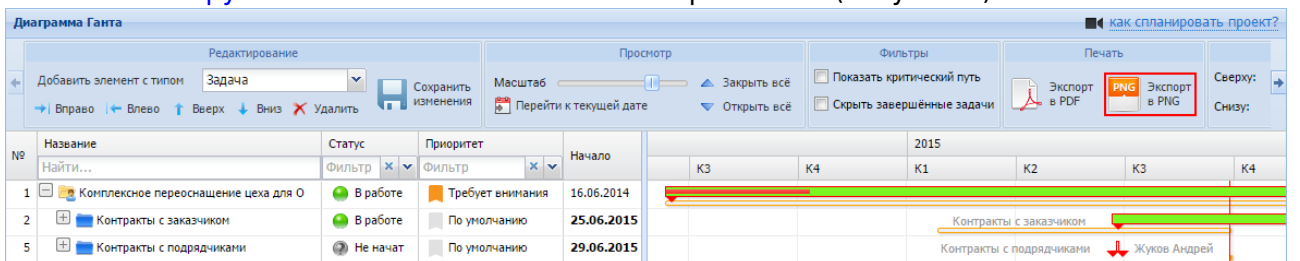 Диаграмма Ганта
как спланировать проект?
Редактирование
Просмотр
Фильтры
Печать
Добавить элемент с типом
Задача
Сохранить
изменения
Вправо
Влево
Вверх
Вниз
Удалить
Масштаб
Закрыть всё
Перейти к текущей дате
Открыть всё
Показать критический путь
Скрыть завершённые задачи
Экспорт
в PDF
PNG
Экспорт
в PNG
Сверху:
Снизу:
№
Название
Статус
Приоритет
Начало
2015
Найти...
Фильтр
Фильтр
К3
К4
К1
К2
К3
К4
1 Комплексное переоснащение цеха для О В работе Требует внимания 16.06.2014
2 Контракты с заказчиком В работе По умолчанию 25.06.2015 Контракты с заказчиком
5 Контракты с подрядчиками Не начат По умолчанию 29.06.2015 Контракты с подрядчиками Жуков Андрей